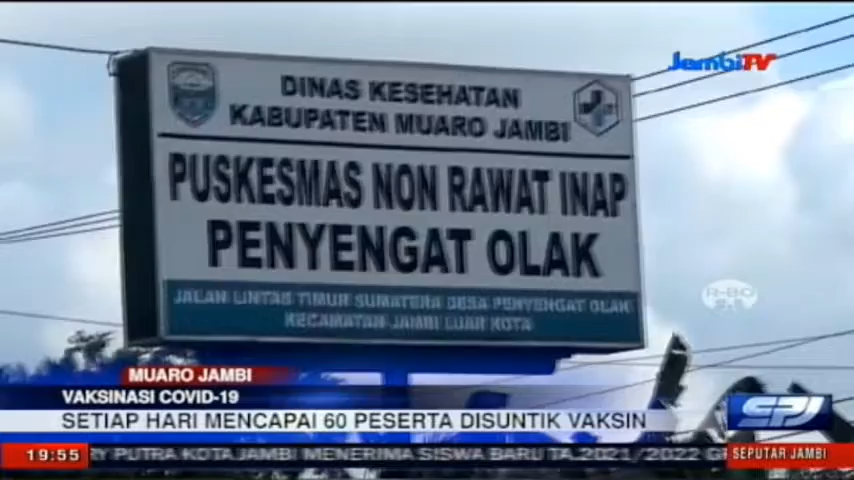 JambiTV
DINAS KESEHATAN
KABUPATEN MUARO JAMBI
PUSKESMAS NON RAWAT INAP
PENYENGAT OLAK
JALAN LINTAS TIMUR SUMATERA DESA PENYENGAT OLAK
KECAMATAN JAMBI LUAR KOTA
R-BO
MUARO JAMBI
VAKSINASI COVID-19
SETIAP HARI MENCAPAI 60 PESERTA DISUNTIK VAKSIN
SPJ
19:55
RY PUTRA KOTA JAMBI MENERIMA SISWA BARU TA.2021/2022
SEPUTAR JAMBI